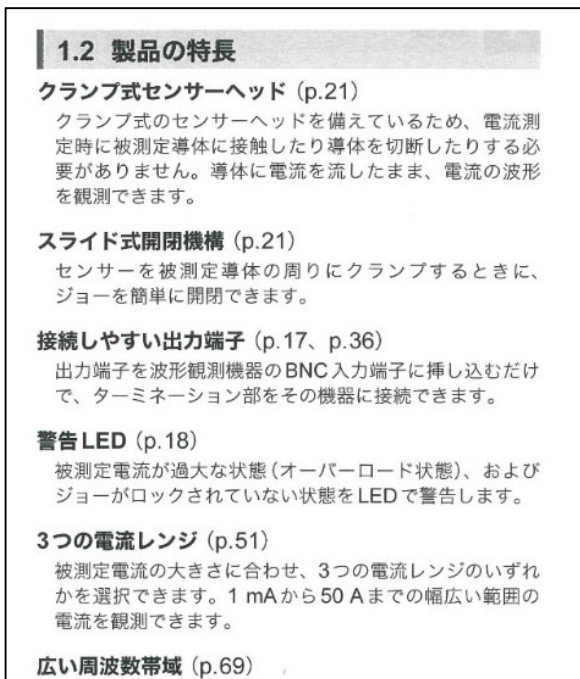 1.2 製品の特長
クランプ式センサーヘッド (p.21)
クランプ式のセンサーヘッドを備えているため、電流測
定時に被測定導体に接触したり導体を切断したりする必
要がありません。導体に電流を流したまま、電流の波形
を観測できます。
スライド式開閉機構 (p.21)
センサーを被測定導体の周りにクランプするときに、
ジョーを簡単に開閉できます。
接続しやすい出力端子 (p.17、p.36)
出力端子を波形観測機器のBNC入力端子に挿し込むだけ
で、ターミネーション部をその機器に接続できます。
警告LED (p.18)
被測定電流が過大な状態(オーバーロード状態)、および
ジョーがロックされていない状態をLEDで警告します。
3つの電流レンジ (p.51)
被測定電流の大きさに合わせ、3つの電流レンジのいずれ
かを選択できます。1 mAから50 Aまでの幅広い範囲の
電流を観測できます。
広い周波数帯域 (p.69)